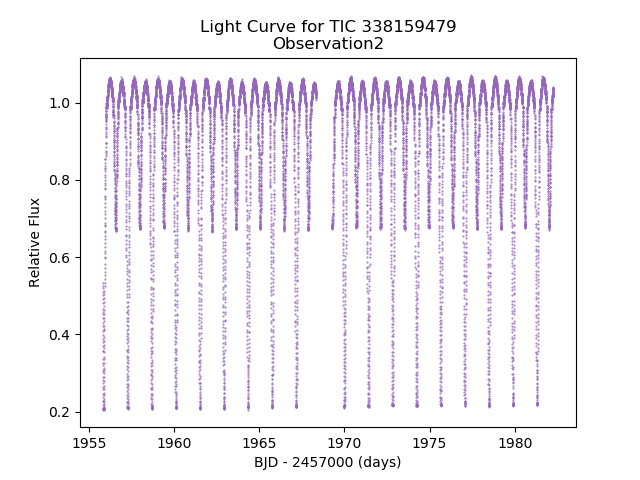 Light Curve for TIC 338159479
Observation2
Relative Flux
1.0
0.8
0.6
0.4
0.2
1955 1960 1965 1970 1975 1980
BJD - 2457000 (days)